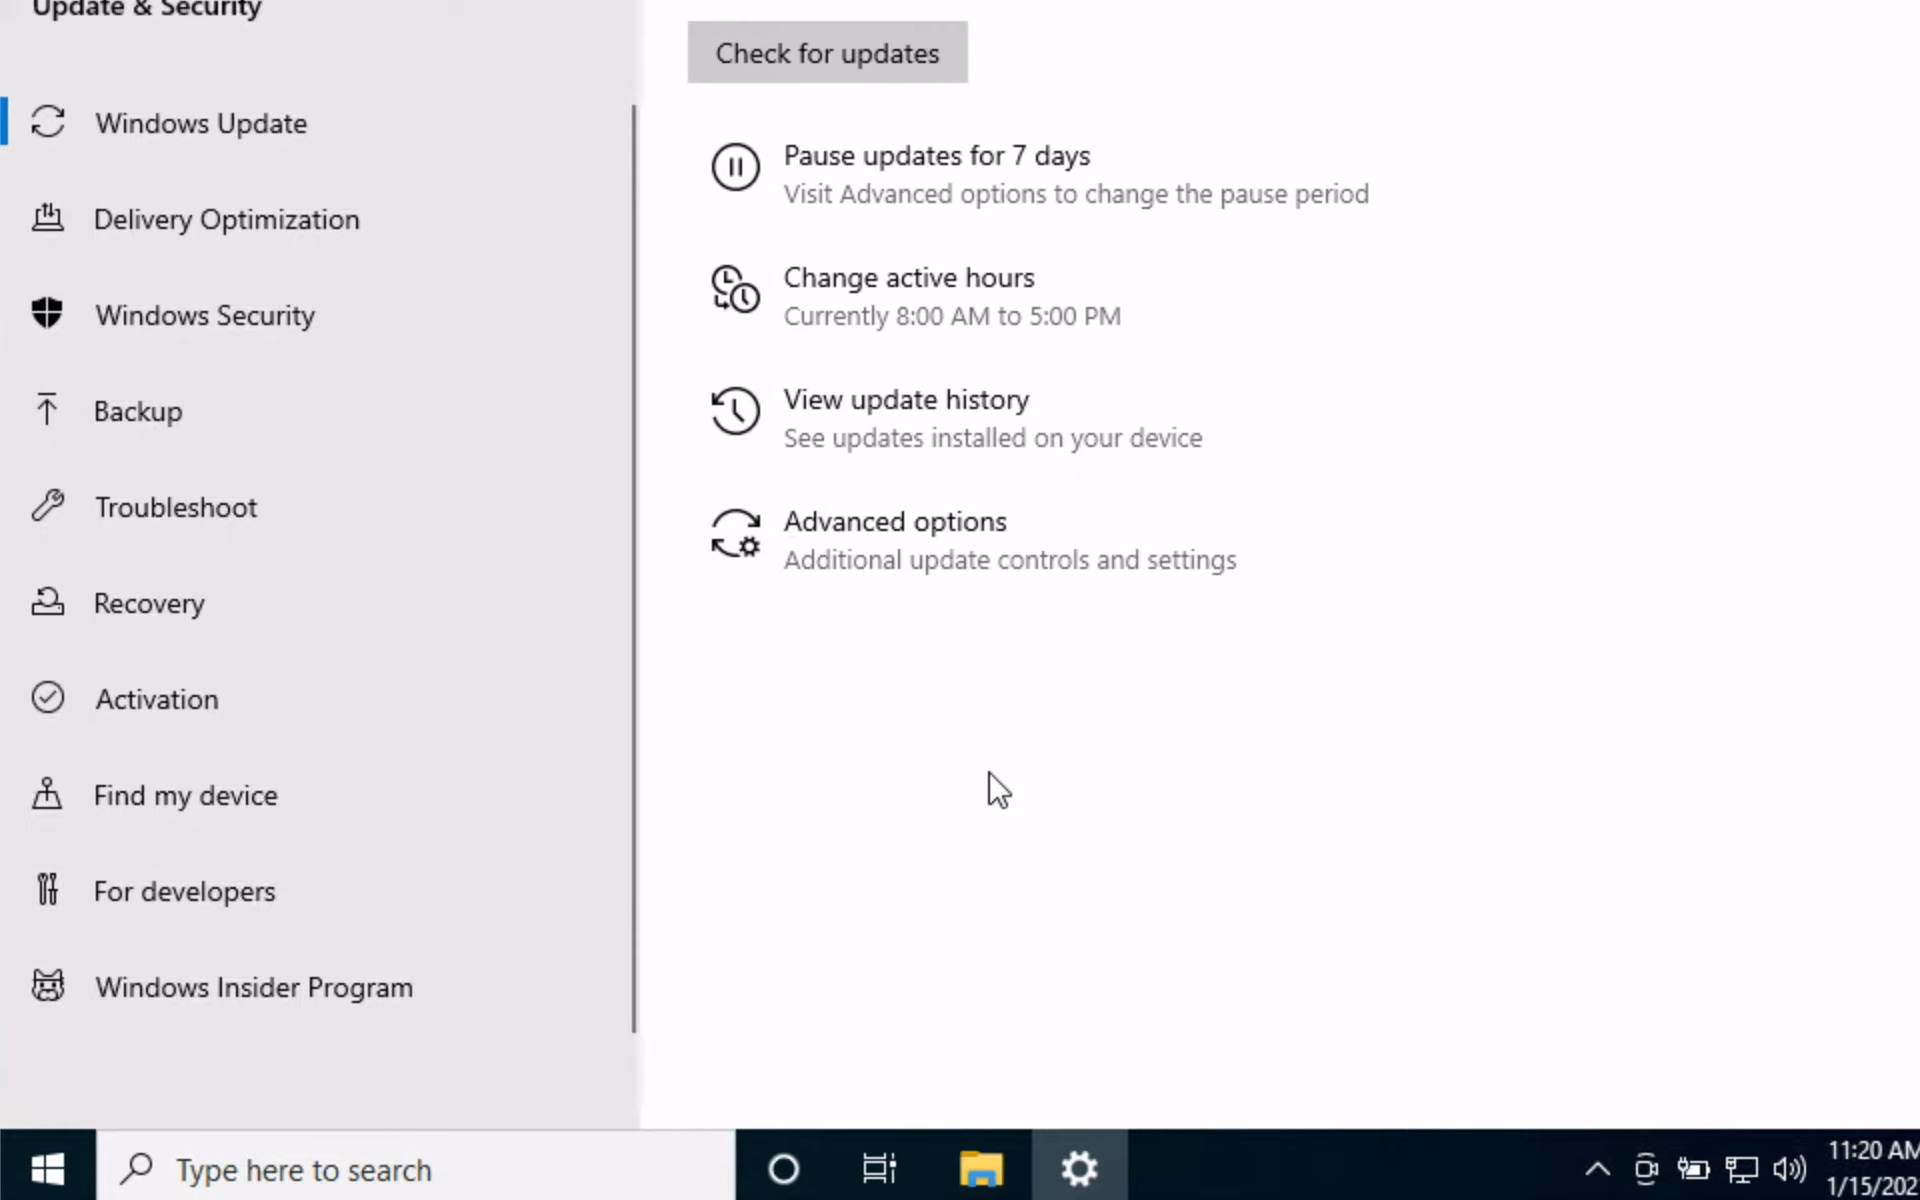 Update & Security
Windows Update
Delivery Optimization
Windows Security
Backup
Troubleshoot
Recovery
Activation
Find my device
For developers
Windows Insider Program
Check for updates
Pause updates for 7 days
Visit Advanced options to change the pause period
Change active hours
Currently 8:00 AM to 5:00 PM
View update history
See updates installed on your device
Advanced options
Additional update controls and settings
Type here to search
11:20 AM
1/15/202